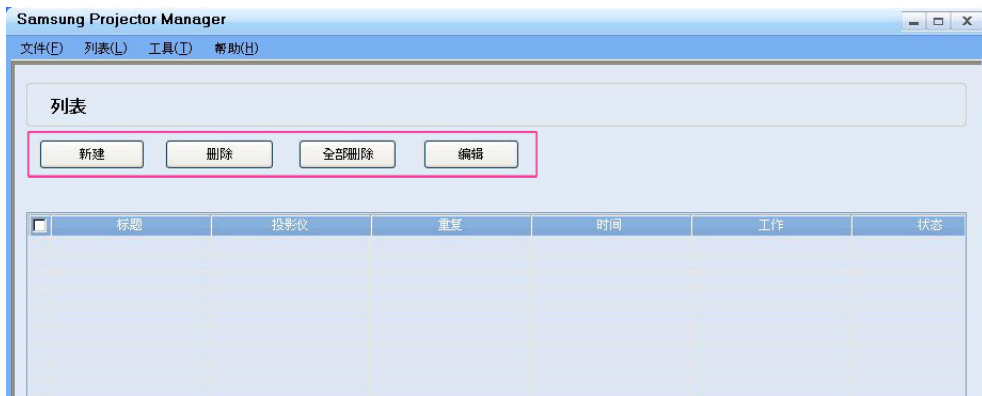 Samsung Projector Manager
文件(F) 列表(L) 工具(T) 帮助(H)
列表
新建 删除 全部删除 编辑
标题 投影仪 重复 时间 工作 状态